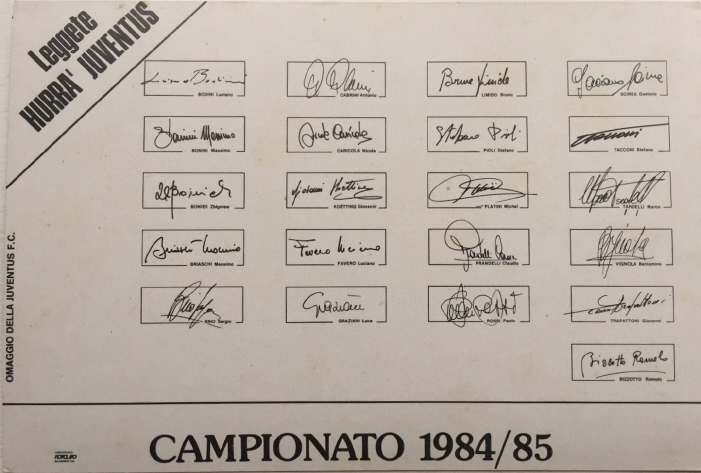 Leggete
HURRA' JUVENTUS
BODINI Luciano
CABRINI Antonio
LIMIDO Bruno
SCIREA Gaetano
BONINI Massimo
CARICOLA Nicola
PIOLI Stefano
TACCONI Stefano
BONIEK Zbigniew
KOETTING Giovanni
PLATINI Michel
TARDELLI Marco
BRIASCHI Massimo
FAVERO Luciano
PRANDELLI Claudio
VIGNOLA Beniamino
BRIO Sergio
GRAZIANI Luca
ROSSI Paolo
TRAPATTONI Giovanni
Bizzotto Romolo
BIZZOTTO Romolo
OMAGGIO DELLA JUVENTUS F.C.
CAMPIONATO 1984/85